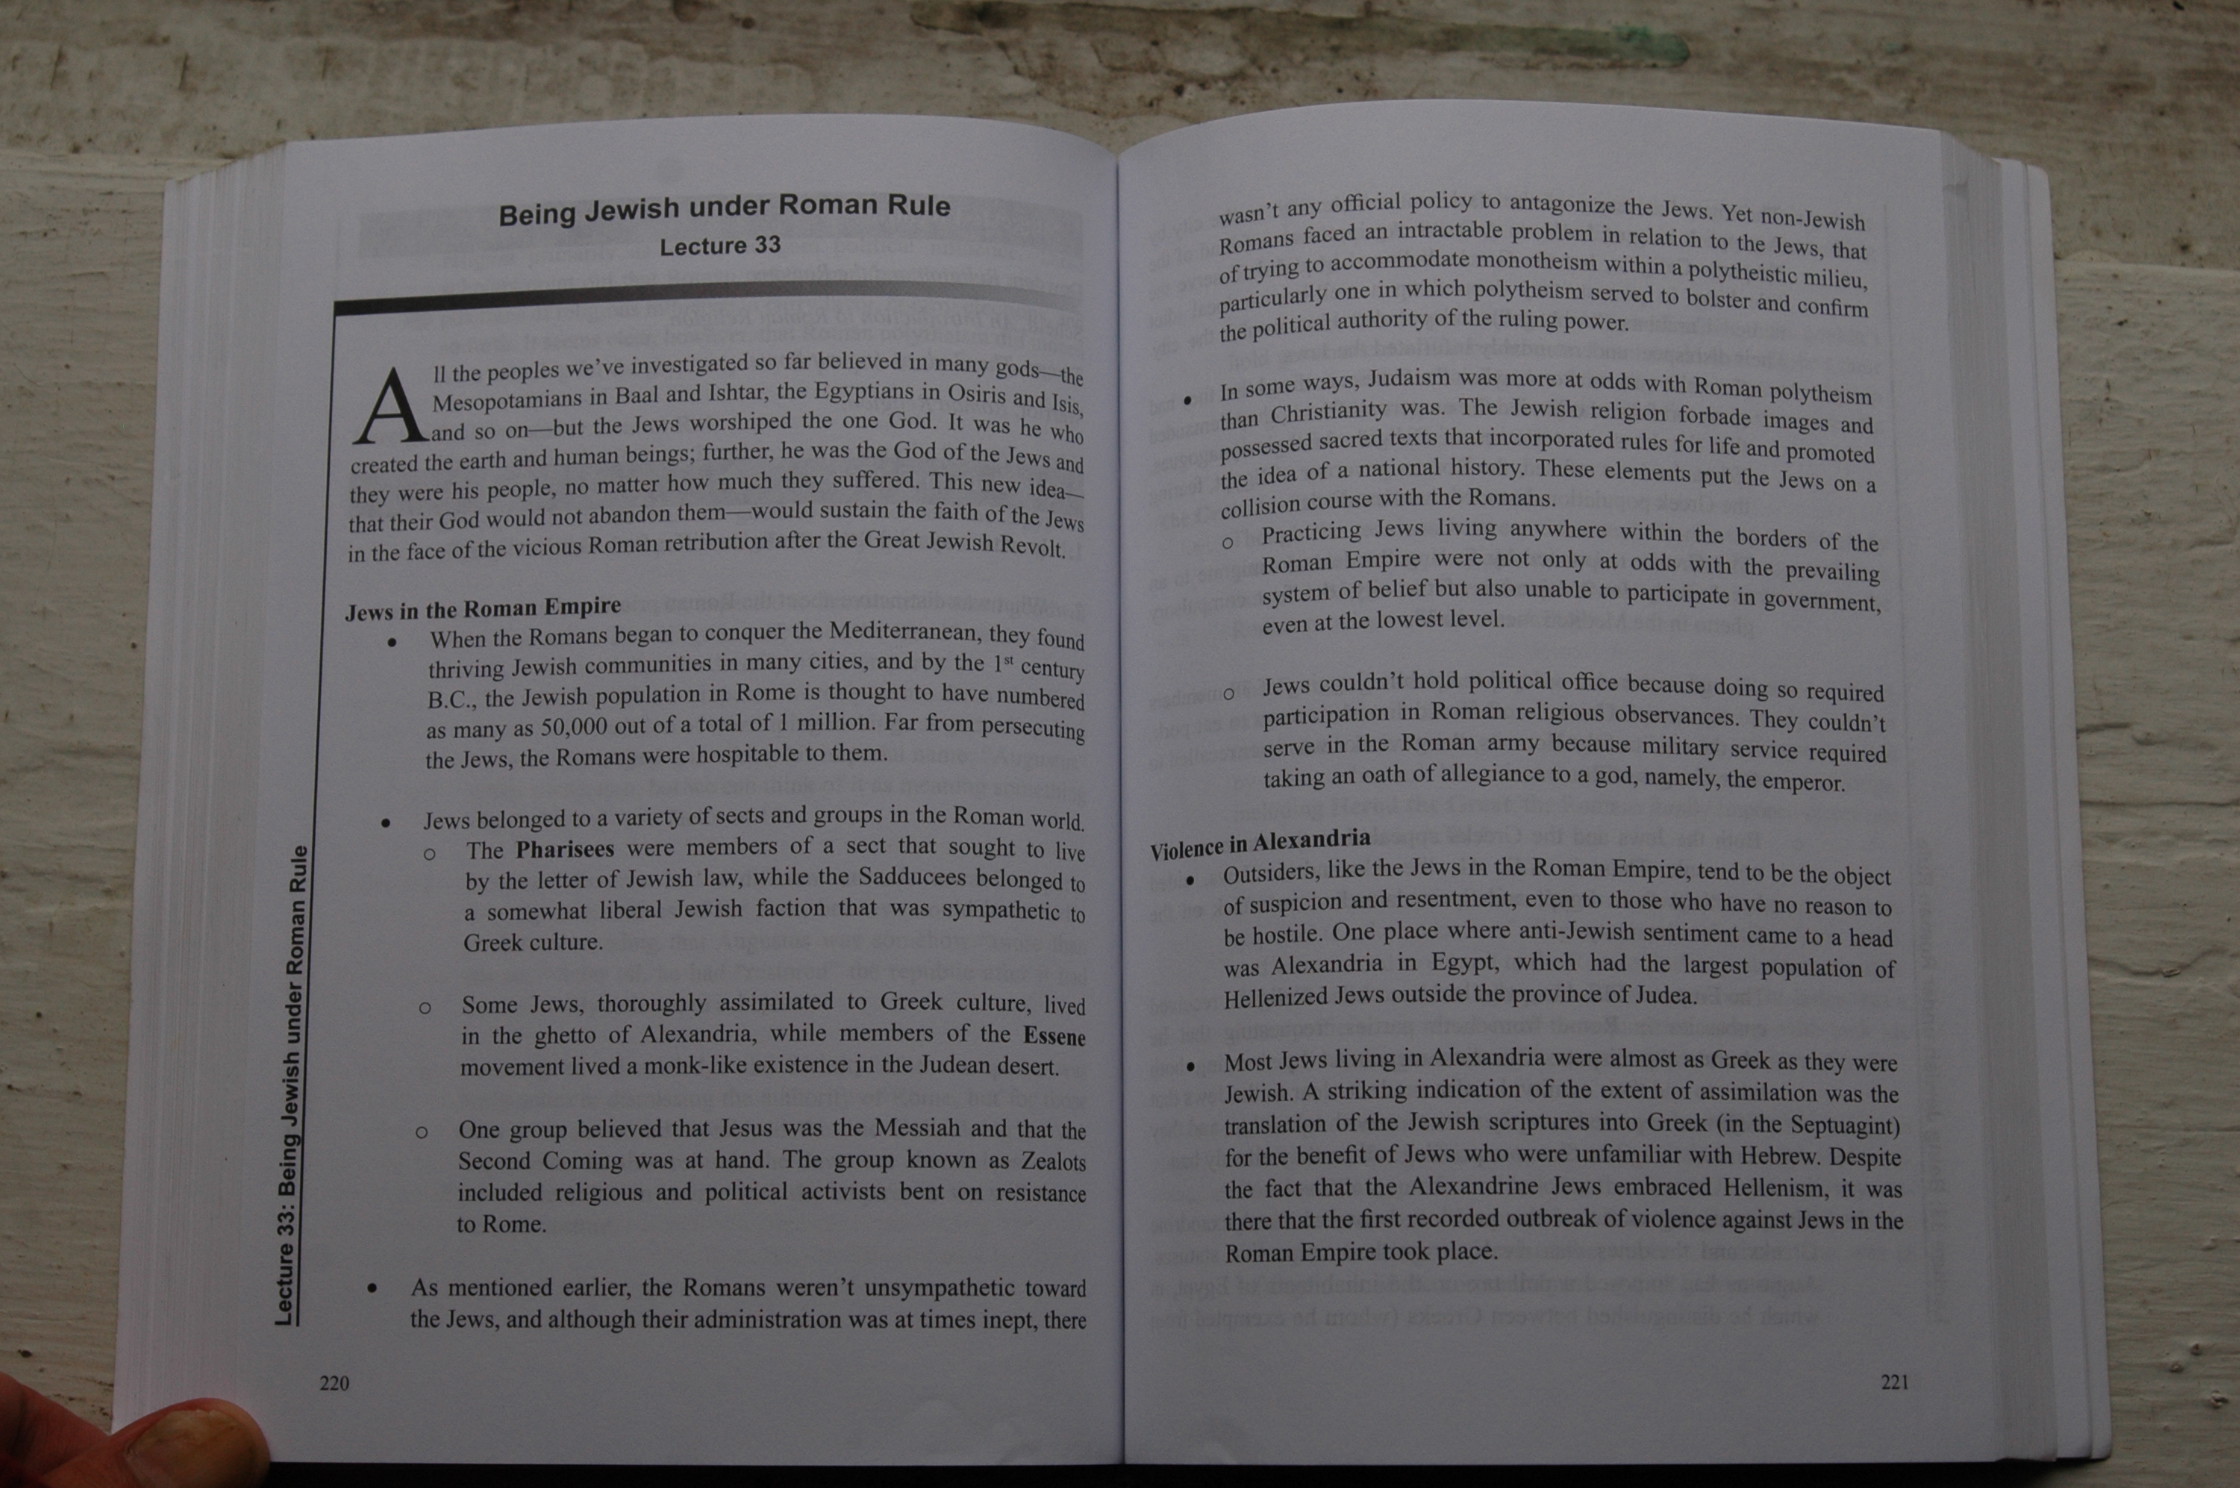 Being Jewish under Roman Rule
Lecture 33
All the peoples we've investigated so far believed in many gods—the
Mesopotamians in Baal and Ishtar, the Egyptians in Osiris and Isis,
and so on—but the Jews worshiped the one God. It was he who
created the earth and human beings; further, he was the God of the Jews and
they were his people, no matter how much they suffered. This new idea—
that their God would not abandon them—would sustain the faith of the Jews
in the face of the vicious Roman retribution after the Great Jewish Revolt.
Jews in the Roman Empire
• When the Romans began to conquer the Mediterranean, they found
thriving Jewish communities in many cities, and by the 1st century
B.C., the Jewish population in Rome is thought to have numbered
as many as 50,000 out of a total of 1 million. Far from persecuting
the Jews, the Romans were hospitable to them.
• Jews belonged to a variety of sects and groups in the Roman world.
o The Pharisees were members of a sect that sought to live
by the letter of Jewish law, while the Sadducees belonged to
a somewhat liberal Jewish faction that was sympathetic to
Greek culture.
o Some Jews, thoroughly assimilated to Greek culture, lived
in the ghetto of Alexandria, while members of the Essene
movement lived a monk-like existence in the Judean desert.
o One group believed that Jesus was the Messiah and that the
Second Coming was at hand. The group known as Zealots
included religious and political activists bent on resistance
to Rome.
• As mentioned earlier, the Romans weren't unsympathetic toward
the Jews, and although their administration was at times inept, there
Lecture 33: Being Jewish under Roman Rule
220
wasn't any official policy to antagonize the Jews. Yet non-Jewish
Romans faced an intractable problem in relation to the Jews, that
of trying to accommodate monotheism within a polytheistic milieu,
particularly one in which polytheism served to bolster and confirm
the political authority of the ruling power.
• In some ways, Judaism was more at odds with Roman polytheism
than Christianity was. The Jewish religion forbade images and
possessed sacred texts that incorporated rules for life and promoted
the idea of a national history. These elements put the Jews on a
collision course with the Romans.
o Practicing Jews living anywhere within the borders of the
Roman Empire were not only at odds with the prevailing
system of belief but also unable to participate in government,
even at the lowest level.
o Jews couldn't hold political office because doing so required
participation in Roman religious observances. They couldn't
serve in the Roman army because military service required
taking an oath of allegiance to a god, namely, the emperor.
Violence in Alexandria
• Outsiders, like the Jews in the Roman Empire, tend to be the object
of suspicion and resentment, even to those who have no reason to
be hostile. One place where anti-Jewish sentiment came to a head
was Alexandria in Egypt, which had the largest population of
Hellenized Jews outside the province of Judea.
• Most Jews living in Alexandria were almost as Greek as they were
Jewish. A striking indication of the extent of assimilation was the
translation of the Jewish scriptures into Greek (in the Septuagint)
for the benefit of Jews who were unfamiliar with Hebrew. Despite
the fact that the Alexandrine Jews embraced Hellenism, it was
there that the first recorded outbreak of violence against Jews in the
Roman Empire took place.
221